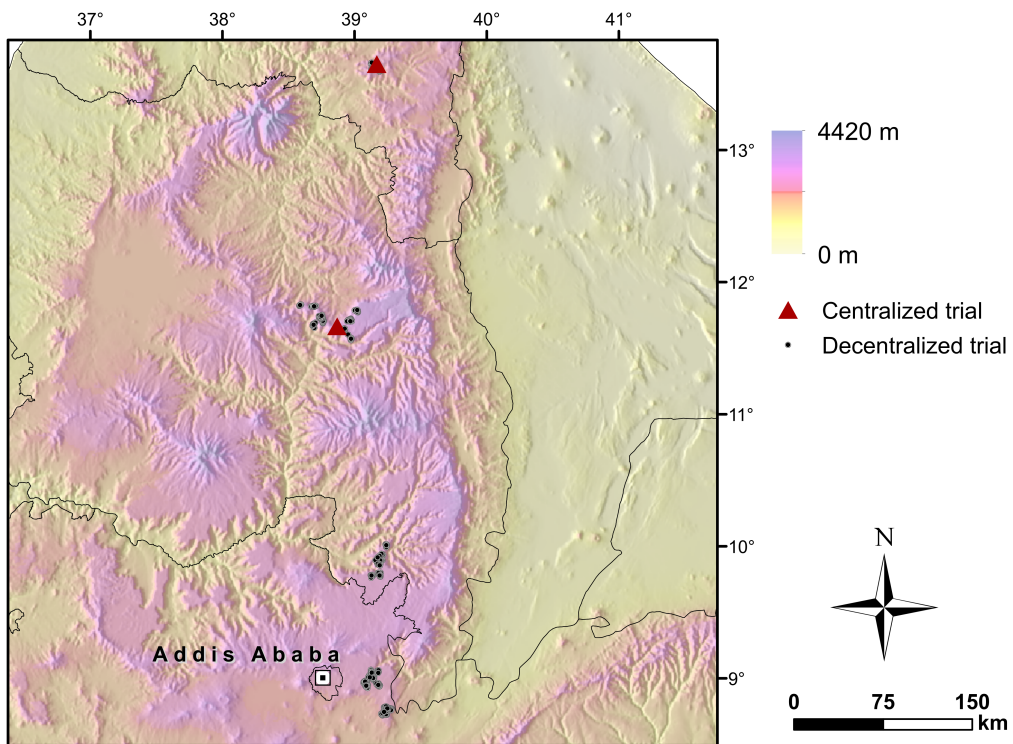 37° 38° 39° 40° 41°
4420 m
13°
0 m
12°
Centralized trial
Decentralized trial
11°
N
10°
Addis Ababa
9°
0 75 150
km